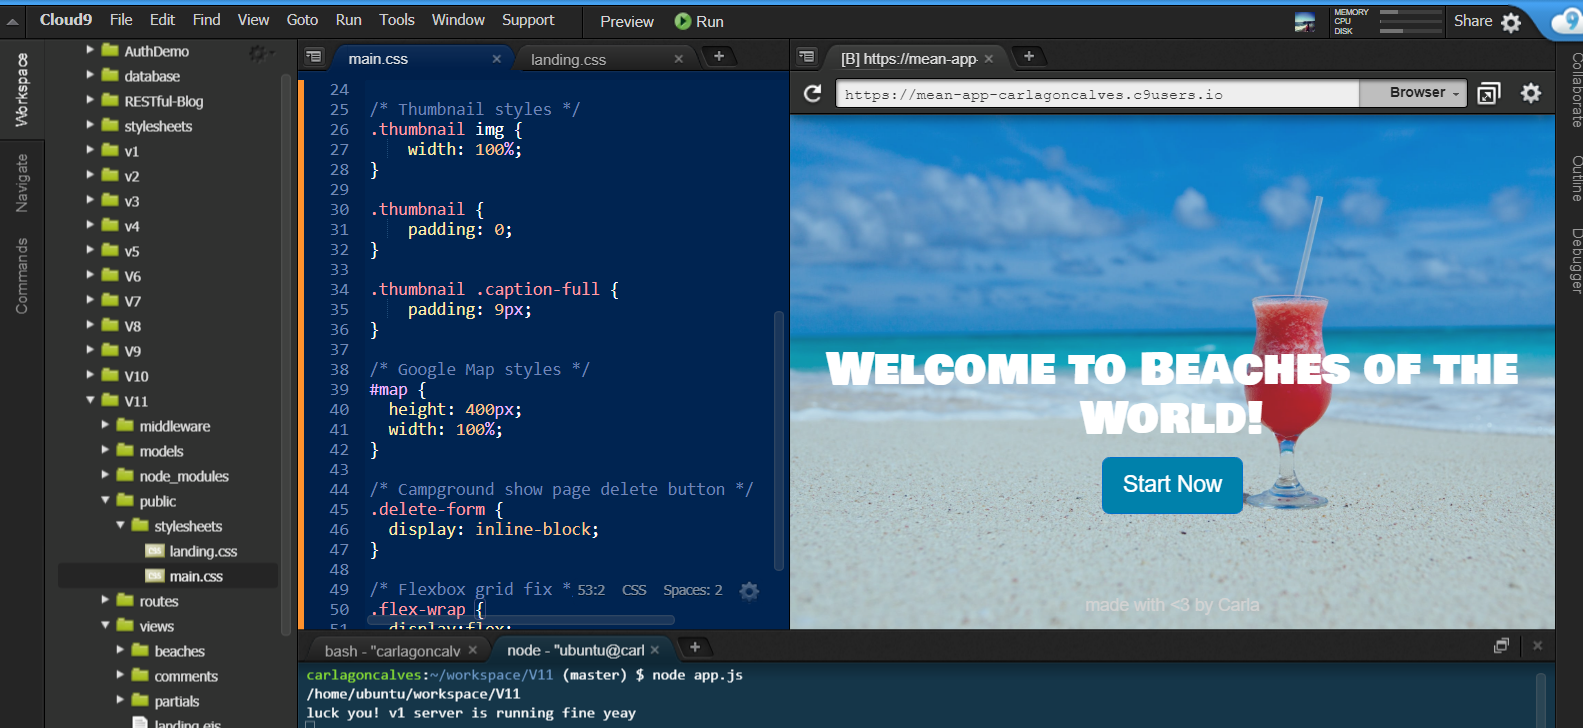 Cloud9 File Edit Find View Goto Run Tools Window Support Preview Run
MEMORY
CPU
DISK
Share
Workspace
Navigate
Commands
AuthDemo
database
RESTful-Blog
stylesheets
v1
v2
v3
v4
v5
V6
V7
V8
V9
V10
V11
middleware
models
node_modules
public
stylesheets
landing.css
main.css
routes
views
beaches
comments
partials
landing.ejs
main.css landing.css
24
25 /* Thumbnail styles */
26 .thumbnail img {
27 width: 100%;
28 }
29
30 .thumbnail {
31 padding: 0;
32 }
33
34 .thumbnail .caption-full {
35 padding: 9px;
36 }
37
38 /* Google Map styles */
39 #map {
40 height: 400px;
41 width: 100%;
42 }
43
44 /* Campground show page delete button */
45 .delete-form {
46 display: inline-block;
47 }
48
49 /* Flexbox grid fix *
53:2 CSS Spaces: 2
50 .flex-wrap {
51 display:flex;
[B] https://mean-app-
https://mean-app-carlagoncalves.c9users.io
Browser
WELCOME TO BEACHES OF THE
WORLD!
Start Now
made with <3 by Carla
Collaborate
Outline
Debugger
bash - "carlagoncalv node - "ubuntu@carl
carlagoncalves:~/workspace/V11 (master) $ node app.js
/home/ubuntu/workspace/V11
luck you! v1 server is running fine yeay